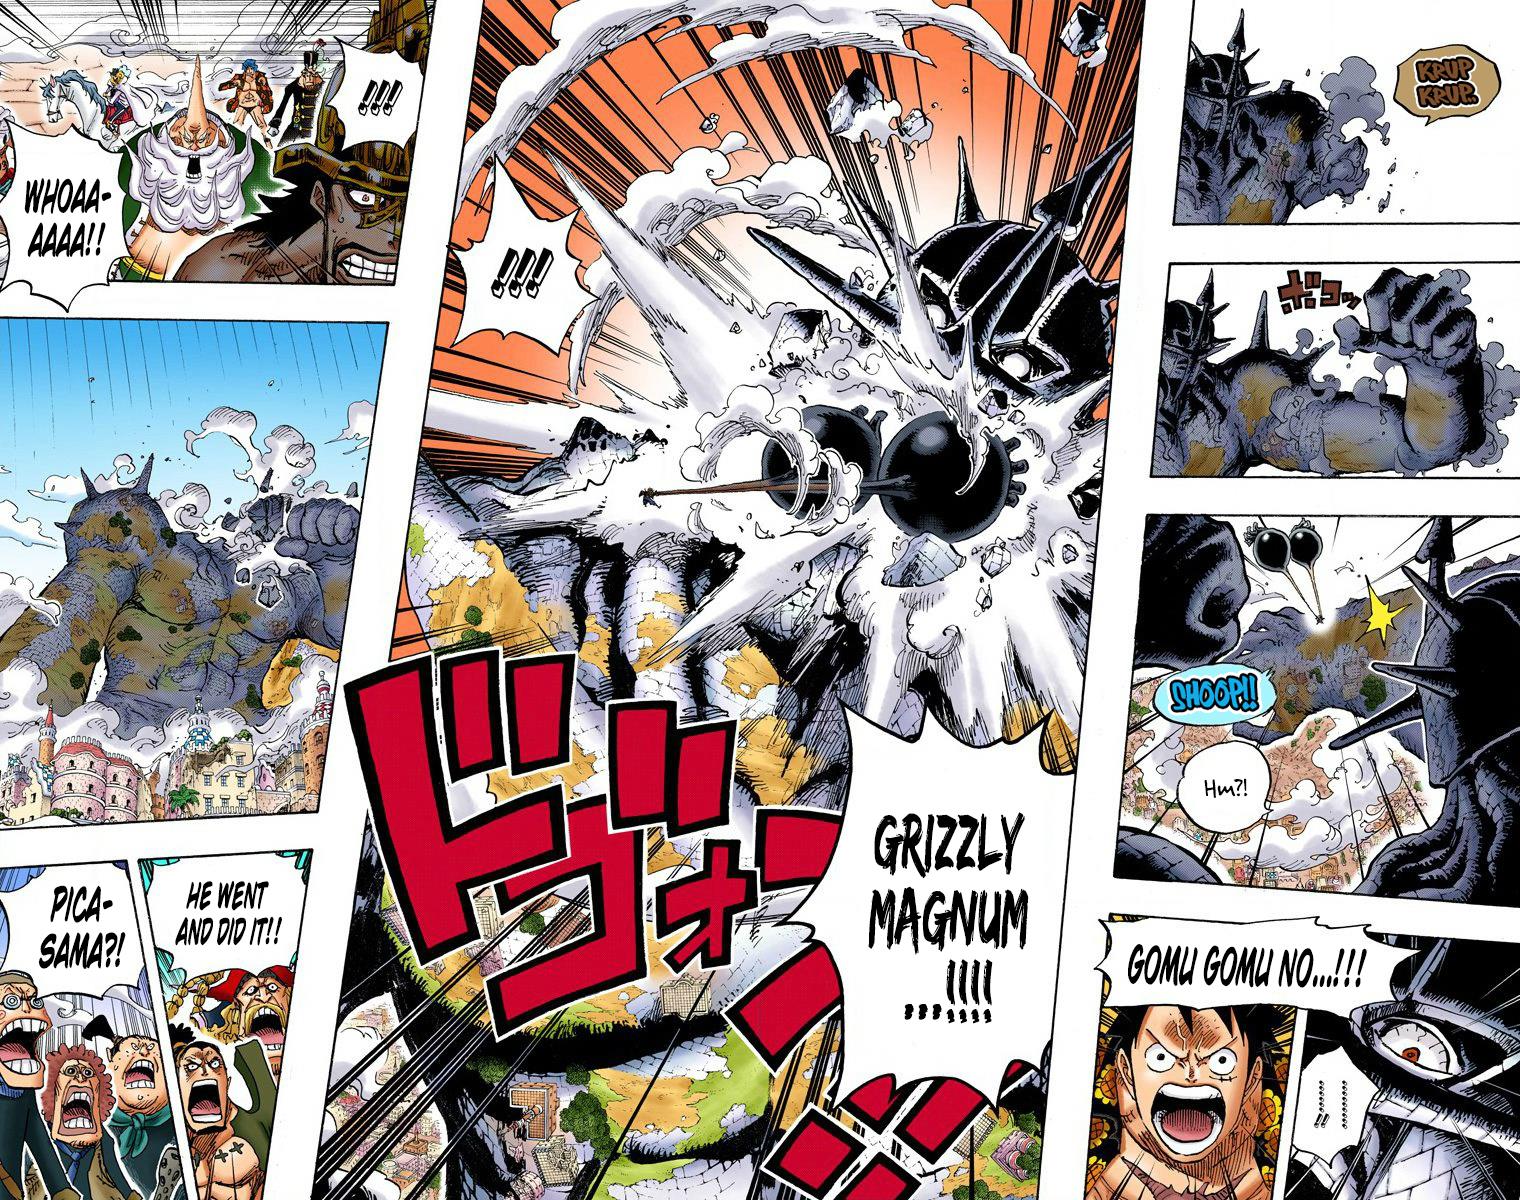 KRUP
KRUP..
ボコッ
SHOOP!!
Hm?!
GOMU GOMU NO...!!!
........!!
!!!
GRIZZLY
MAGNUM
...!!!!
ドゴォン
!!!
WHOAA-
AAAA!!
PICA-
SAMA?!
HE WENT
AND DID IT!!